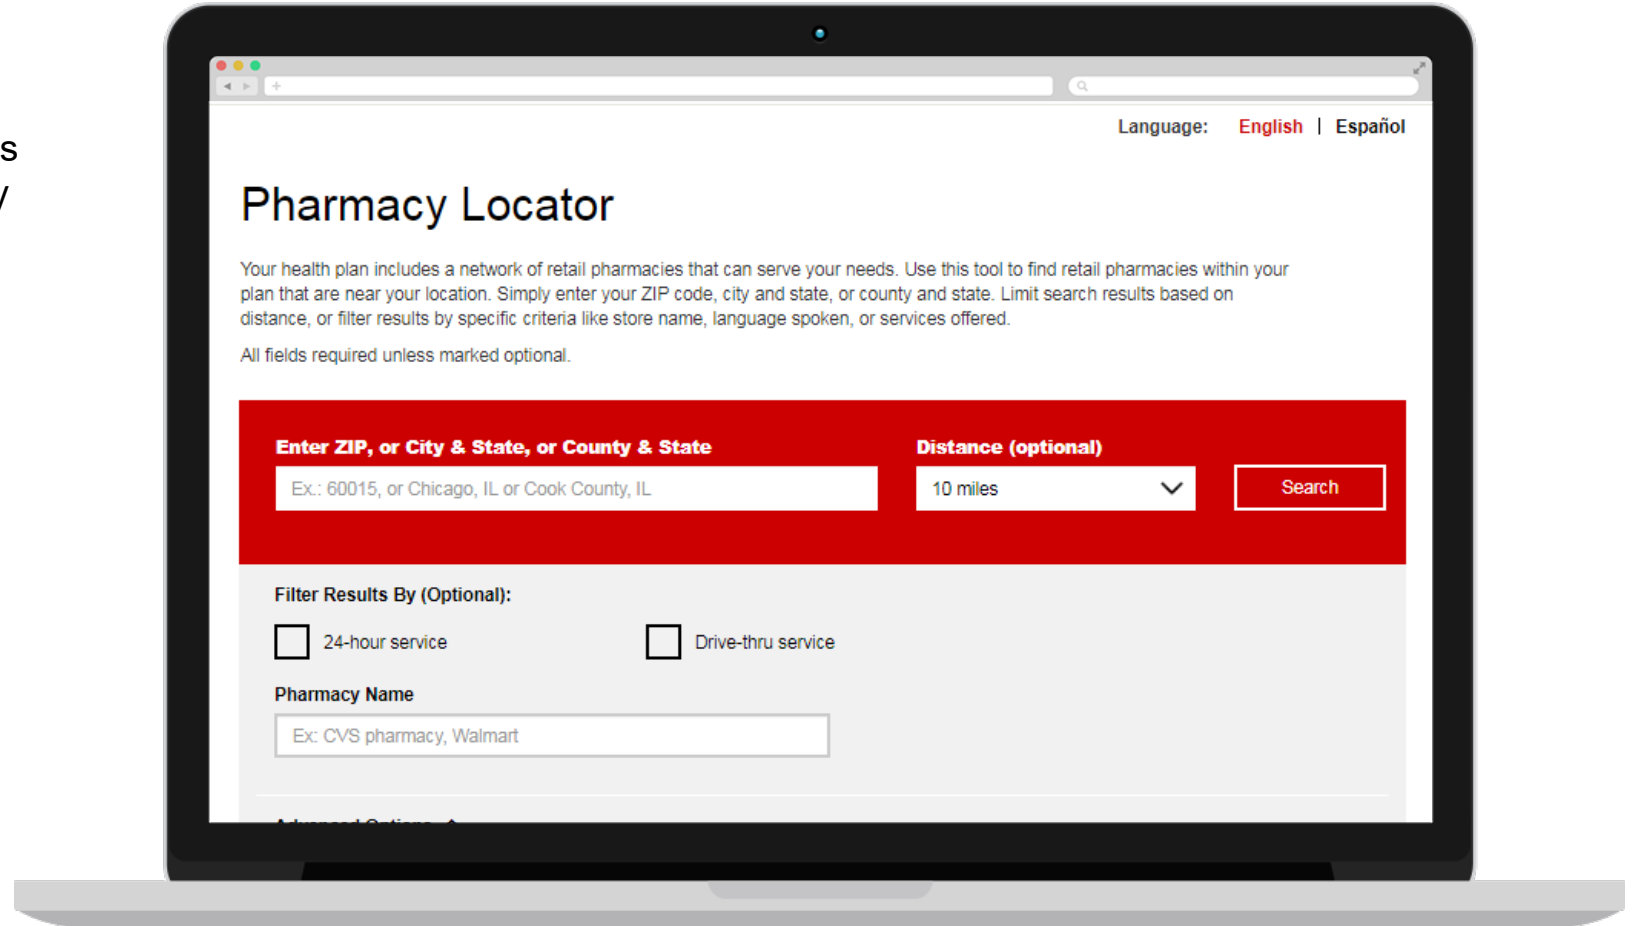 Language: English | Español
s
y
Pharmacy Locator
Your health plan includes a network of retail pharmacies that can serve your needs. Use this tool to find retail pharmacies within your
plan that are near your location. Simply enter your ZIP code, city and state, or county and state. Limit search results based on
distance, or filter results by specific criteria like store name, language spoken, or services offered.
All fields required unless marked optional.
Enter ZIP, or City & State, or County & State
Distance (optional)
Ex.: 60015, or Chicago, IL or Cook County, IL
10 miles
Search
Filter Results By (Optional):
24-hour service
Drive-thru service
Pharmacy Name
Ex: CVS pharmacy, Walmart
Advanced Options